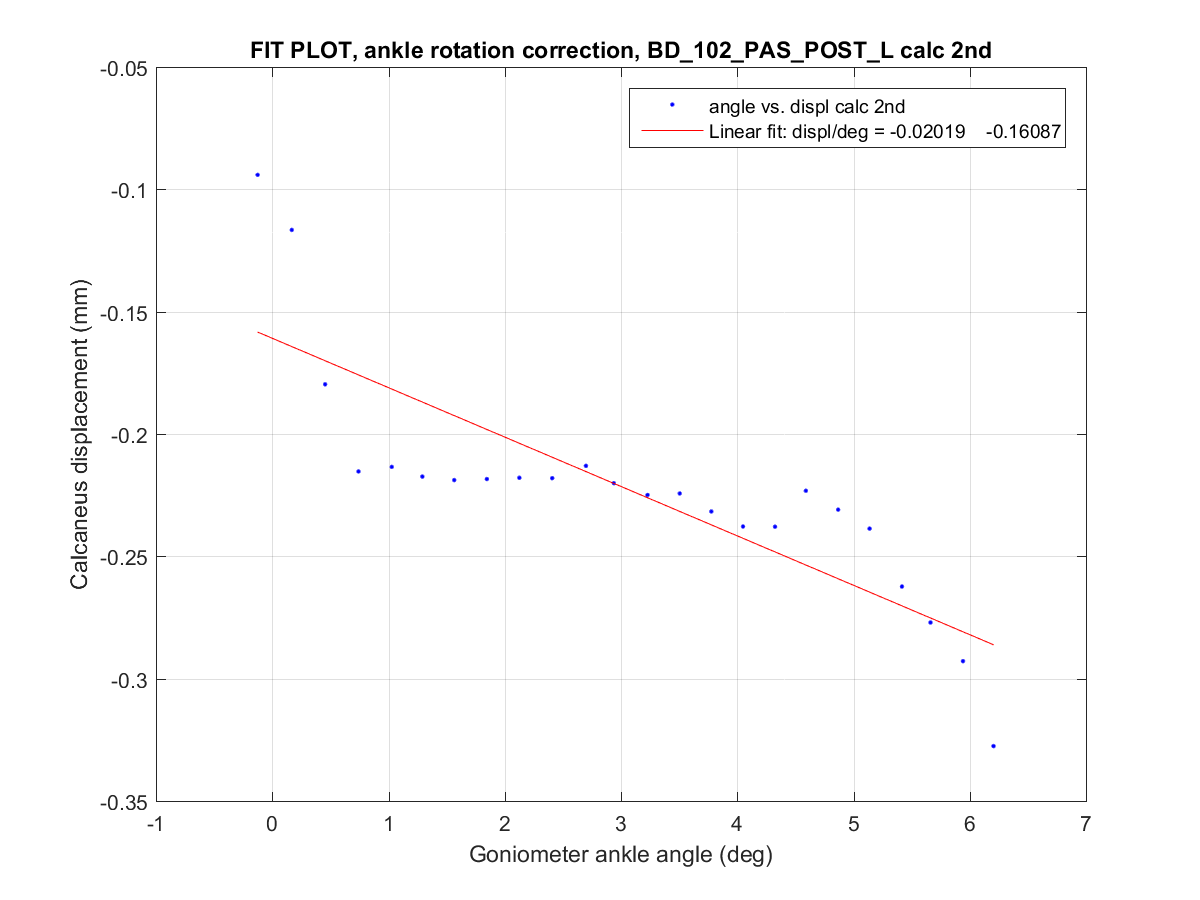 FIT PLOT, ankle rotation correction, BD_102_PAS_POST_L calc 2nd
angle vs. displ calc 2nd
Linear fit: displ/deg = -0.02019 -0.16087
-0.05
-0.1
-0.15
-0.2
-0.25
-0.3
-0.35
Calcaneus displacement (mm)
-1 0 1 2 3 4 5 6 7
Goniometer ankle angle (deg)